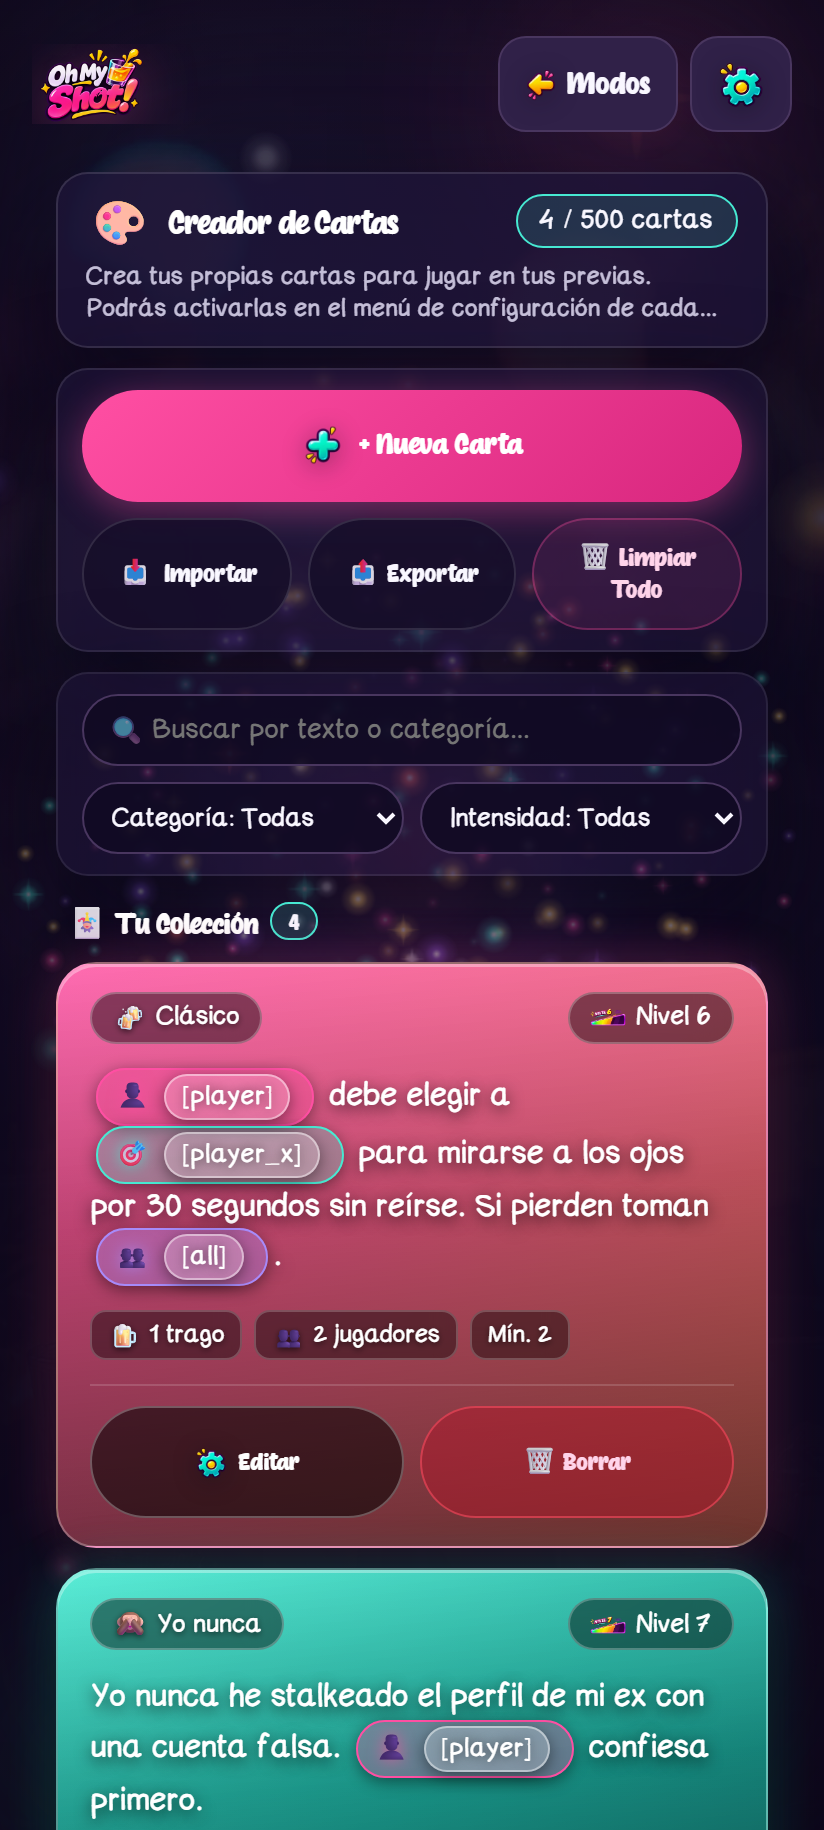 Oh My
Shot!
Modos
Creador de Cartas
4 / 500 cartas
Crea tus propias cartas para jugar en tus previas.
Podrás activarlas en el menú de configuración de cada...
+ Nueva Carta
Importar
Exportar
Limpiar
Todo
Buscar por texto o categoría...
Categoría: Todas
Intensidad: Todas
Tu Colección
4
Clásico
Nivel 6
[player] debe elegir a
[player_x] para mirarse a los ojos
por 30 segundos sin reírse. Si pierden toman
[all] .
1 trago
2 jugadores
Mín. 2
Editar
Borrar
Yo nunca
Nivel 7
Yo nunca he stalkeado el perfil de mi ex con
una cuenta falsa. [player] confiesa
primero.